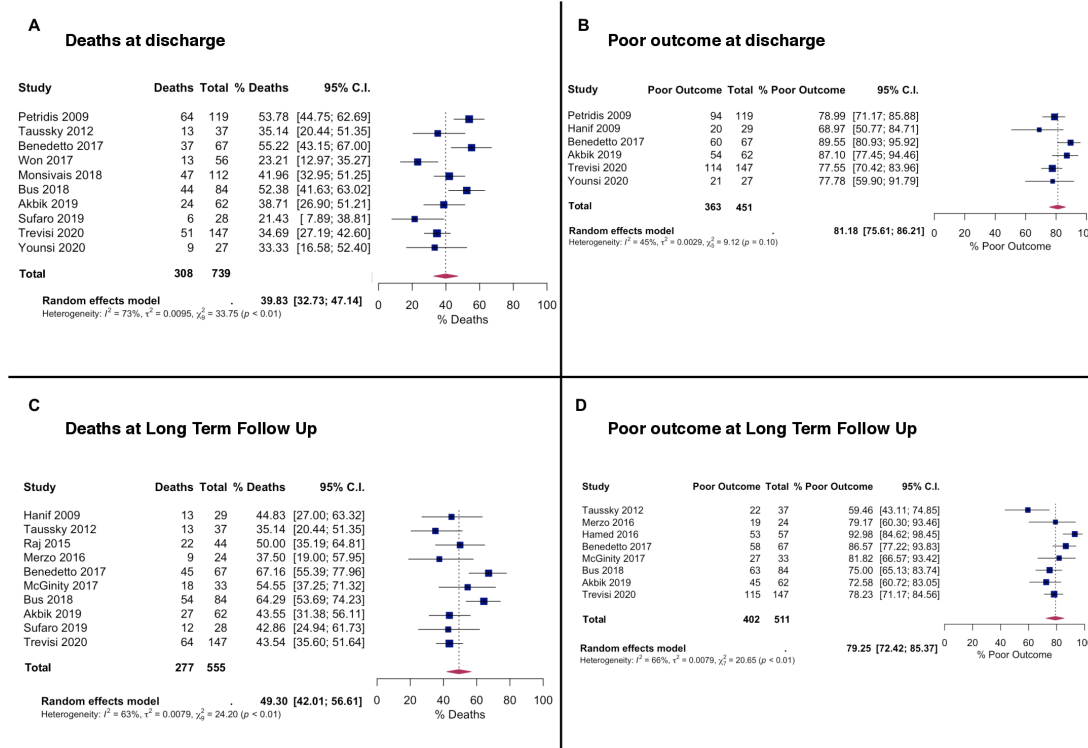 A
Deaths at discharge
Study Deaths Total % Deaths 95% C.I.
Petridis 2009 64 119 53.78 [44.75; 62.69]
Taussky 2012 13 37 35.14 [20.44; 51.35]
Benedetto 2017 37 67 55.22 [43.15; 67.00]
Won 2017 13 56 23.21 [12.97; 35.27]
Monsivais 2018 47 112 41.96 [32.95; 51.25]
Bus 2018 44 84 52.38 [41.63; 63.02]
Akbik 2019 24 62 38.71 [26.90; 51.21]
Sufaro 2019 6 28 21.43 [ 7.89; 38.81]
Trevisi 2020 51 147 34.69 [27.19; 42.60]
Younsi 2020 9 27 33.33 [16.58; 52.40]
Total 308 739
Random effects model . 39.83 [32.73; 47.14]
Heterogeneity: I² = 73%, τ² = 0.0095, χ²₉ = 33.75 (p < 0.01)
0 20 40 60 80 100
% Deaths
B
Poor outcome at discharge
Study Poor Outcome Total % Poor Outcome 95% C.I.
Petridis 2009 94 119 78.99 [71.17; 85.88]
Hanif 2009 20 29 68.97 [50.77; 84.71]
Benedetto 2017 60 67 89.55 [80.93; 95.92]
Akbik 2019 54 62 87.10 [77.45; 94.46]
Trevisi 2020 114 147 77.55 [70.42; 83.96]
Younsi 2020 21 27 77.78 [59.90; 91.79]
Total 363 451
Random effects model . 81.18 [75.61; 86.21]
Heterogeneity: I² = 45%, τ² = 0.0029, χ²₅ = 9.12 (p = 0.10)
0 20 40 60 80 100
% Poor Outcome
C
Deaths at Long Term Follow Up
Study Deaths Total % Deaths 95% C.I.
Hanif 2009 13 29 44.83 [27.00; 63.32]
Taussky 2012 13 37 35.14 [20.44; 51.35]
Raj 2015 22 44 50.00 [35.19; 64.81]
Merzo 2016 9 24 37.50 [19.00; 57.95]
Benedetto 2017 45 67 67.16 [55.39; 77.96]
McGinity 2017 18 33 54.55 [37.25; 71.32]
Bus 2018 54 84 64.29 [53.69; 74.23]
Akbik 2019 27 62 43.55 [31.38; 56.11]
Sufaro 2019 12 28 42.86 [24.94; 61.73]
Trevisi 2020 64 147 43.54 [35.60; 51.64]
Total 277 555
Random effects model . 49.30 [42.01; 56.61]
Heterogeneity: I² = 63%, τ² = 0.0079, χ²₉ = 24.20 (p < 0.01)
0 20 40 60 80 100
% Deaths
D
Poor outcome at Long Term Follow Up
Study Poor Outcome Total % Poor Outcome 95% C.I.
Taussky 2012 22 37 59.46 [43.11; 74.85]
Merzo 2016 19 24 79.17 [60.30; 93.46]
Hamed 2016 53 57 92.98 [84.62; 98.45]
Benedetto 2017 58 67 86.57 [77.22; 93.83]
McGinity 2017 27 33 81.82 [66.57; 93.42]
Bus 2018 63 84 75.00 [65.13; 83.74]
Akbik 2019 45 62 72.58 [60.72; 83.05]
Trevisi 2020 115 147 78.23 [71.17; 84.56]
Total 402 511
Random effects model . 79.25 [72.42; 85.37]
Heterogeneity: I² = 66%, τ² = 0.0079, χ²₇ = 20.65 (p < 0.01)
0 20 40 60 80 100
% Poor Outcome